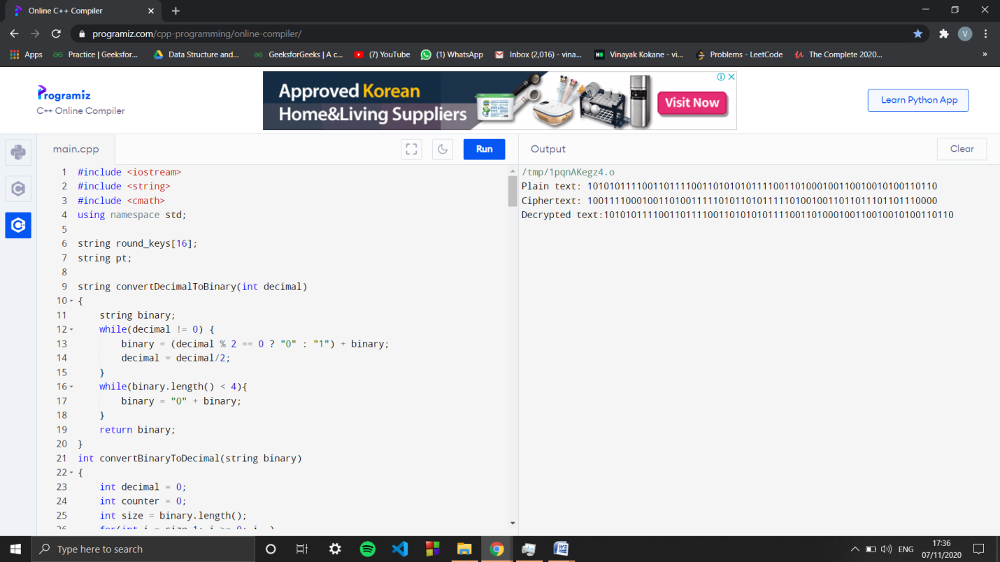 Online C++ Compiler
programiz.com/cpp-programming/online-compiler/
V
Apps
Practice | Geeksfor...
Data Structure and...
GeeksforGeeks | A c...
(7) YouTube
(1) WhatsApp
Inbox (2,016) - vina...
Vinayak Kokane - vi...
Problems - LeetCode
The Complete 2020...
»
Programiz
C++ Online Compiler
Approved Korean
Home&Living Suppliers
Visit Now
Learn Python App
main.cpp
Run
Output
Clear
1 #include <iostream>
2 #include <string>
3 #include <cmath>
4 using namespace std;
5
6 string round_keys[16];
7 string pt;
8
9 string convertDecimalToBinary(int decimal)
10 {
11 string binary;
12 while(decimal != 0) {
13 binary = (decimal % 2 == 0 ? "0" : "1") + binary;
14 decimal = decimal/2;
15 }
16 while(binary.length() < 4){
17 binary = "0" + binary;
18 }
19 return binary;
20 }
21 int convertBinaryToDecimal(string binary)
22 {
23 int decimal = 0;
24 int counter = 0;
25 int size = binary.length();
/tmp/1pqnAKegz4.o
Plain text: 1010101111001101111001101010101111001101000100110010010100110110
Ciphertext: 1001111000100110100111110101101011111010010011011011101101110000
Decrypted text:1010101111001101111001101010101111001101000100110010010100110110
Type here to search
ENG
17:36
07/11/2020